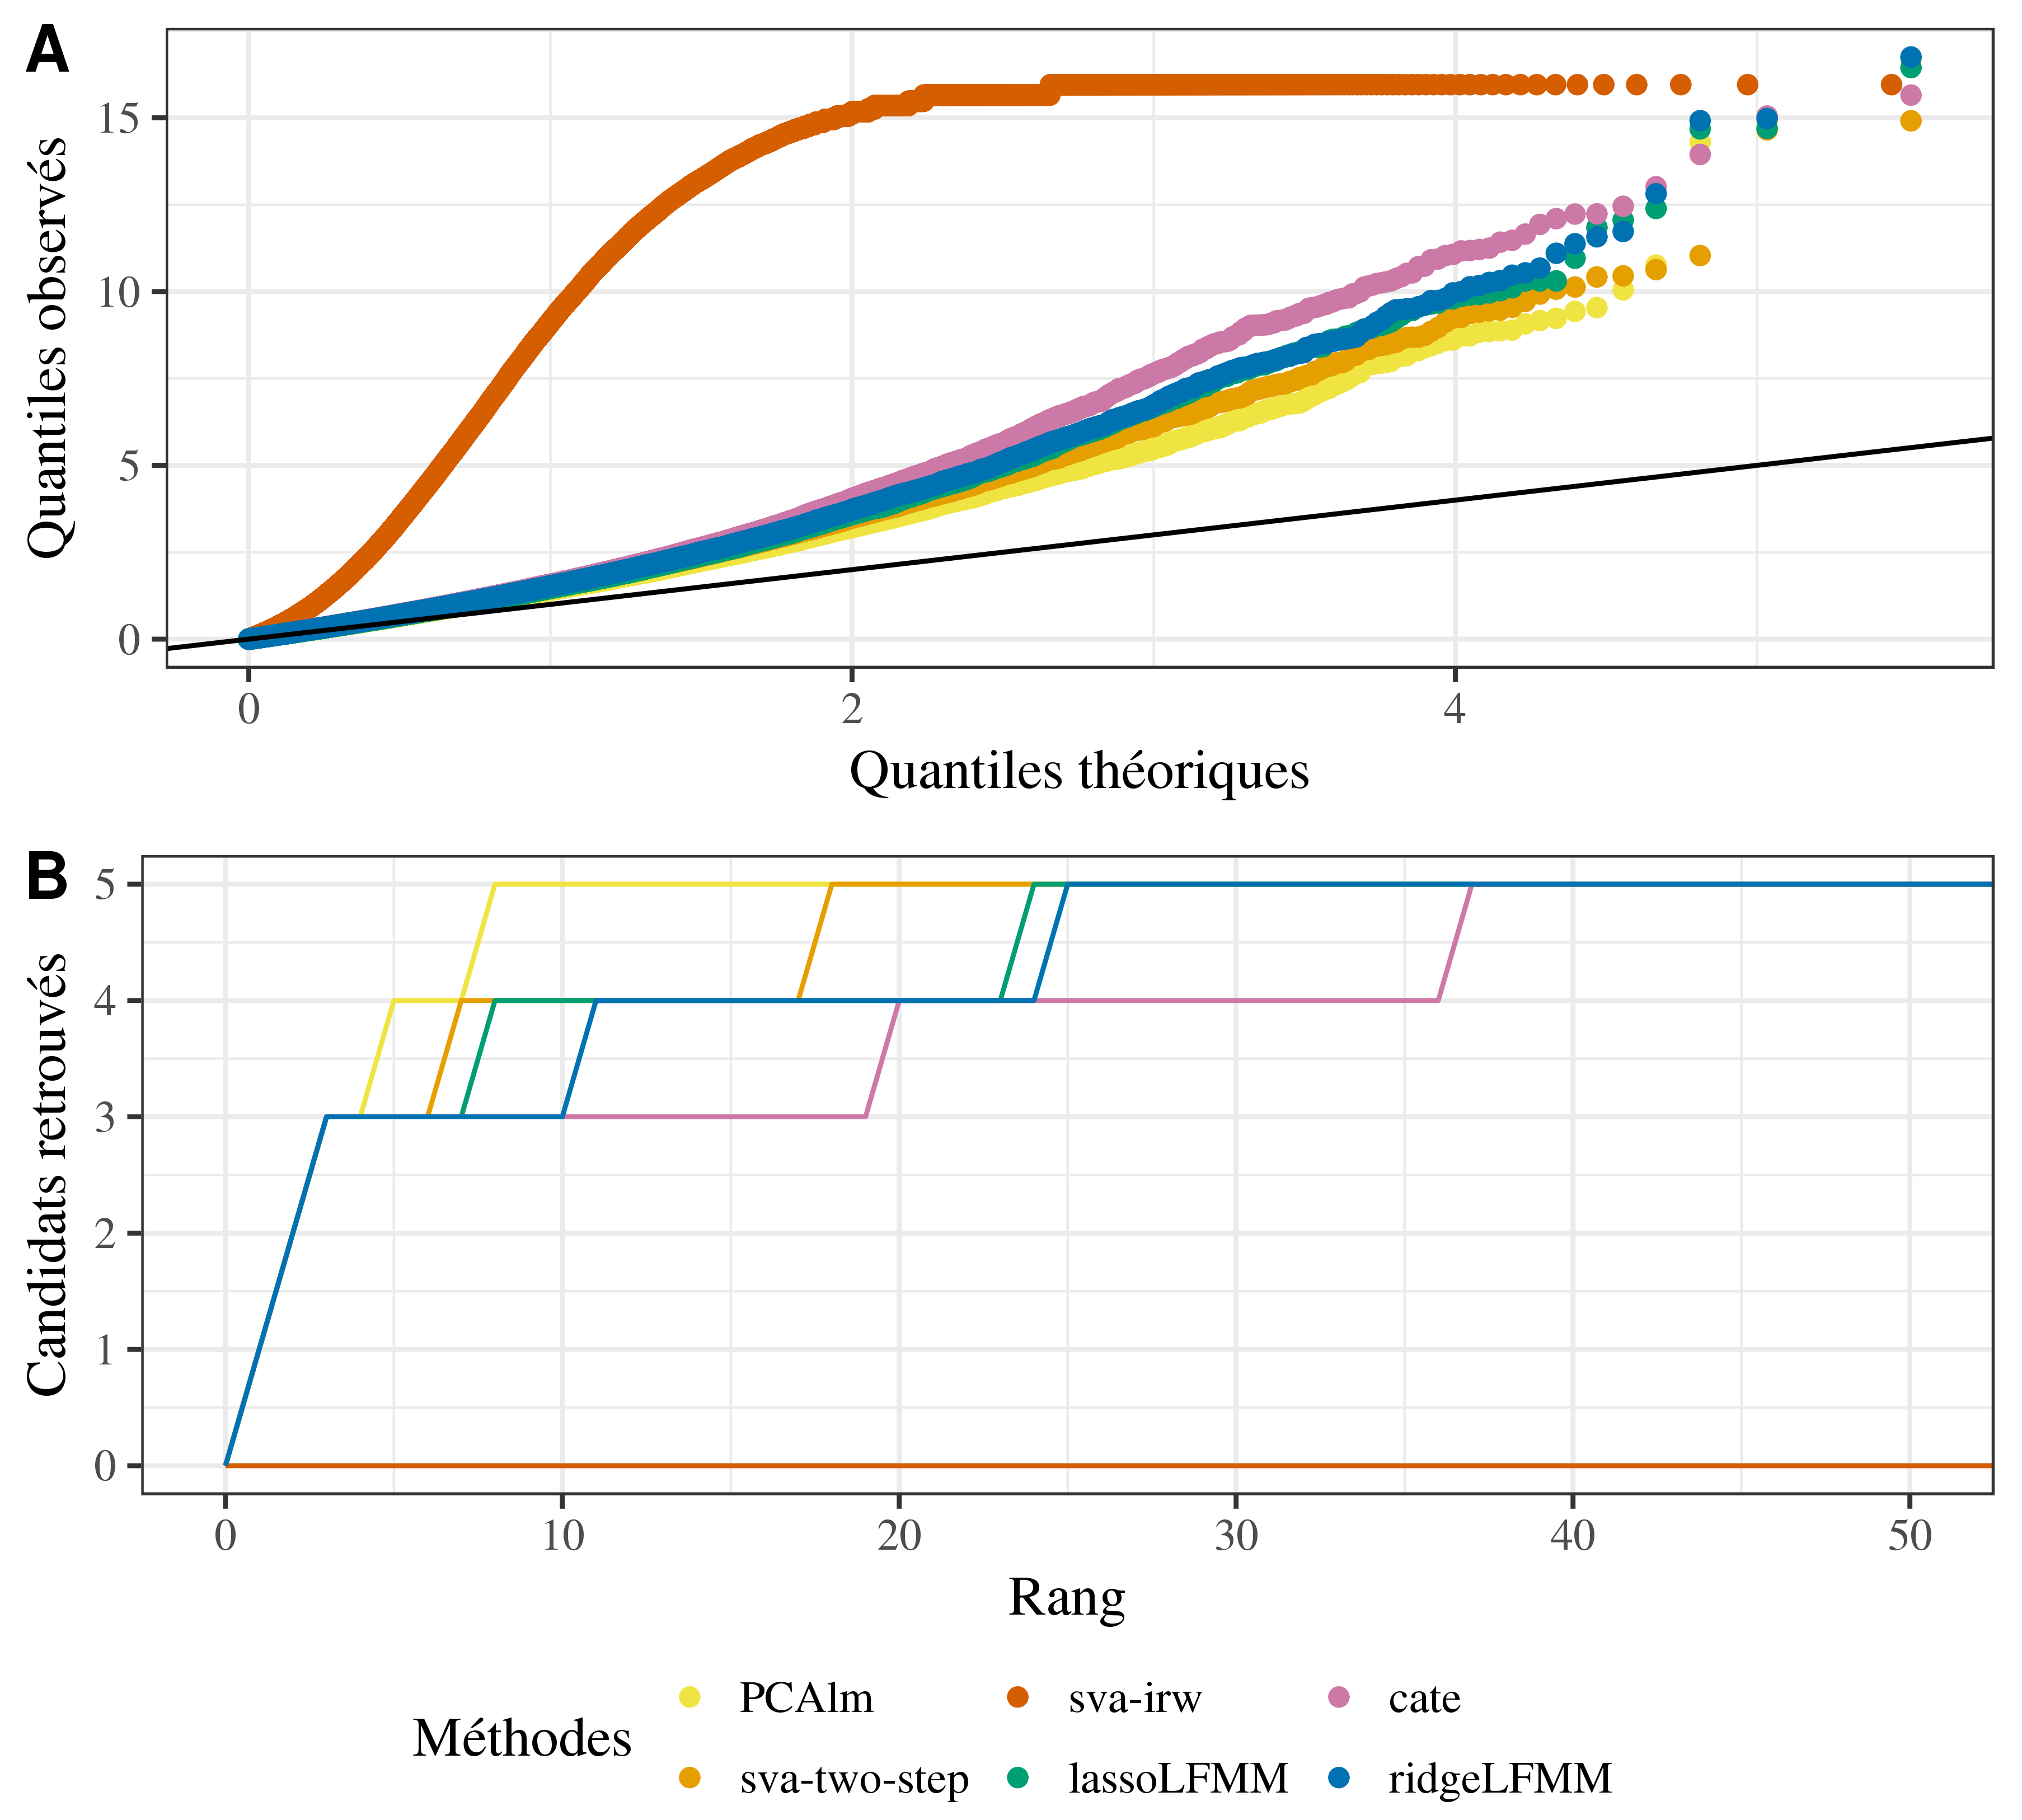 A
Quantiles observés
15
10
5
0
0 2 4
Quantiles théoriques
B
Candidats retrouvés
5
4
3
2
1
0
0 10 20 30 40 50
Rang
Méthodes
PCAlm sva-irw cate
sva-two-step lassoLFMM ridgeLFMM